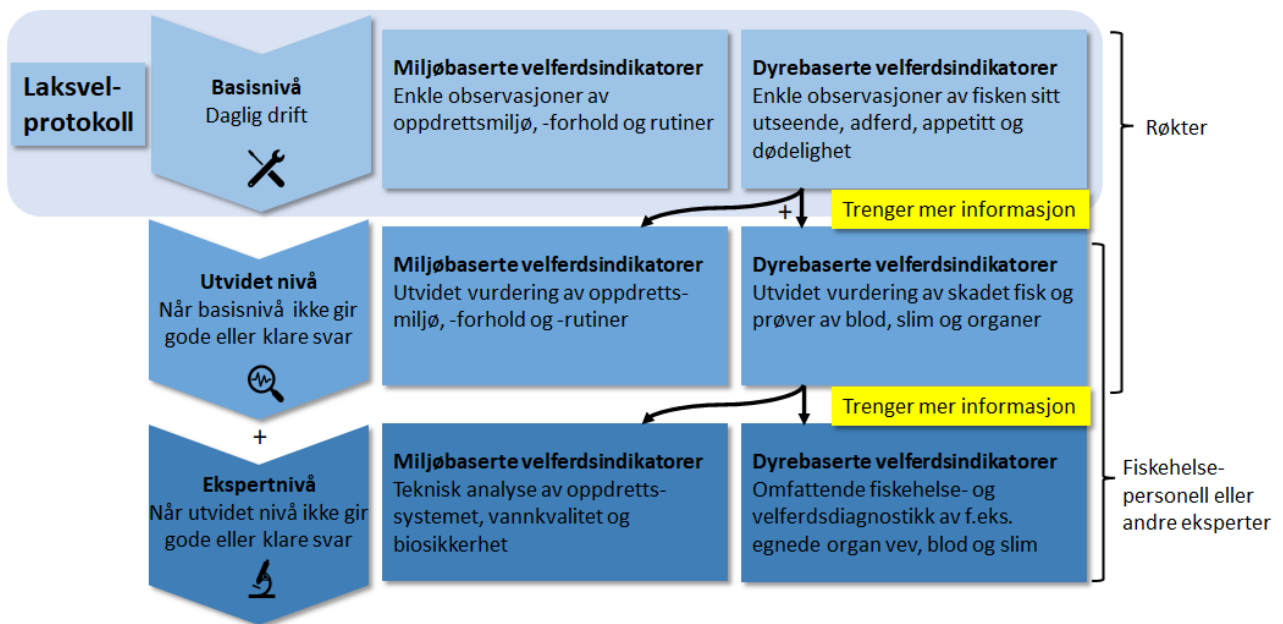 Laksvel-
protokoll
Basisnivå
Daglig drift
Miljøbaserte velferdsindikatorer
Enkle observasjoner av
oppdrettsmiljø, -forhold og rutiner
Dyrebaserte velferdsindikatorer
Enkle observasjoner av fisken sitt
utseende, adferd, appetitt og
dødelighet
Røkter
+
Trenger mer informasjon
Utvidet nivå
Når basisnivå ikke gir
gode eller klare svar
Miljøbaserte velferdsindikatorer
Utvidet vurdering av oppdretts-
miljø, -forhold og -rutiner
Dyrebaserte velferdsindikatorer
Utvidet vurdering av skadet fisk og
prøver av blod, slim og organer
Trenger mer informasjon
+
Ekspertnivå
Når utvidet nivå ikke gir
gode eller klare svar
Miljøbaserte velferdsindikatorer
Teknisk analyse av oppdretts-
systemet, vannkvalitet og
biosikkerhet
Dyrebaserte velferdsindikatorer
Omfattende fiskehelse- og
velferdsdiagnostikk av f.eks.
egnede organ vev, blod og slim
Fiskehelse-
personell eller
andre eksperter